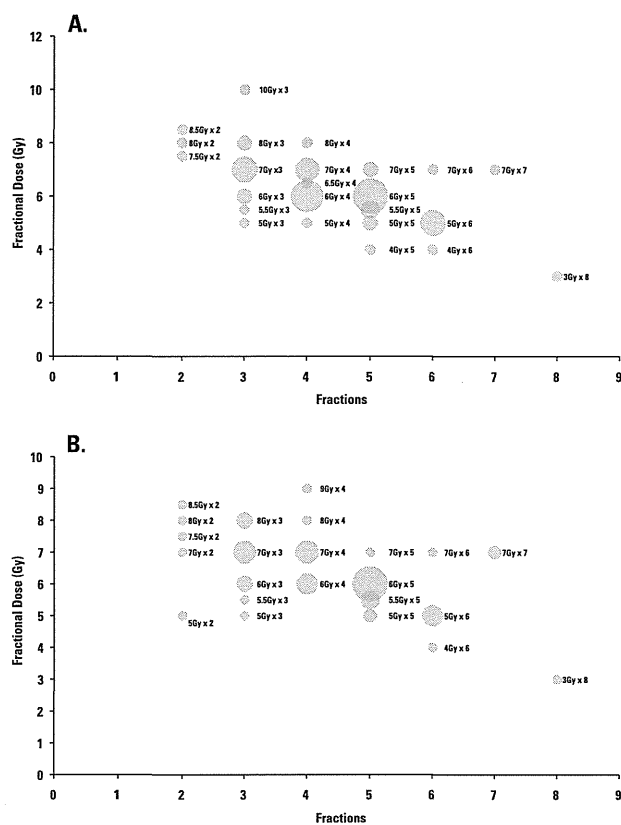 A.
Fractional Dose (Gy)
12
10
8
6
4
2
0
10Gy x 3
8.5Gy x 2
8Gy x 2
7.5Gy x 2
8Gy x 3
8Gy x 4
7Gy x3
7Gy x 4
7Gy x 5
7Gy x 6
7Gy x 7
6.5Gy x 4
6Gy x 3
6Gy x 4
6Gy x 5
5.5Gy x 3
5.5Gy x 5
5Gy x 3
5Gy x 4
5Gy x 5
5Gy x 6
4Gy x 5
4Gy x 6
3Gy x 8
0 1 2 3 4 5 6 7 8 9
Fractions
B.
Fractional Dose (Gy)
10
9
8
7
6
5
4
3
2
1
0
9Gy x 4
8.5Gy x 2
8Gy x 2
8Gy x 3
8Gy x 4
7.5Gy x 2
7Gy x 2
7Gy x 3
7Gy x 4
7Gy x 5
7Gy x 6
7Gy x 7
6Gy x 3
6Gy x 4
6Gy x 5
5.5Gy x 3
5.5Gy x 5
5Gy x 2
5Gy x 3
5Gy x 5
5Gy x 6
4Gy x 6
3Gy x 8
0 1 2 3 4 5 6 7 8 9
Fractions